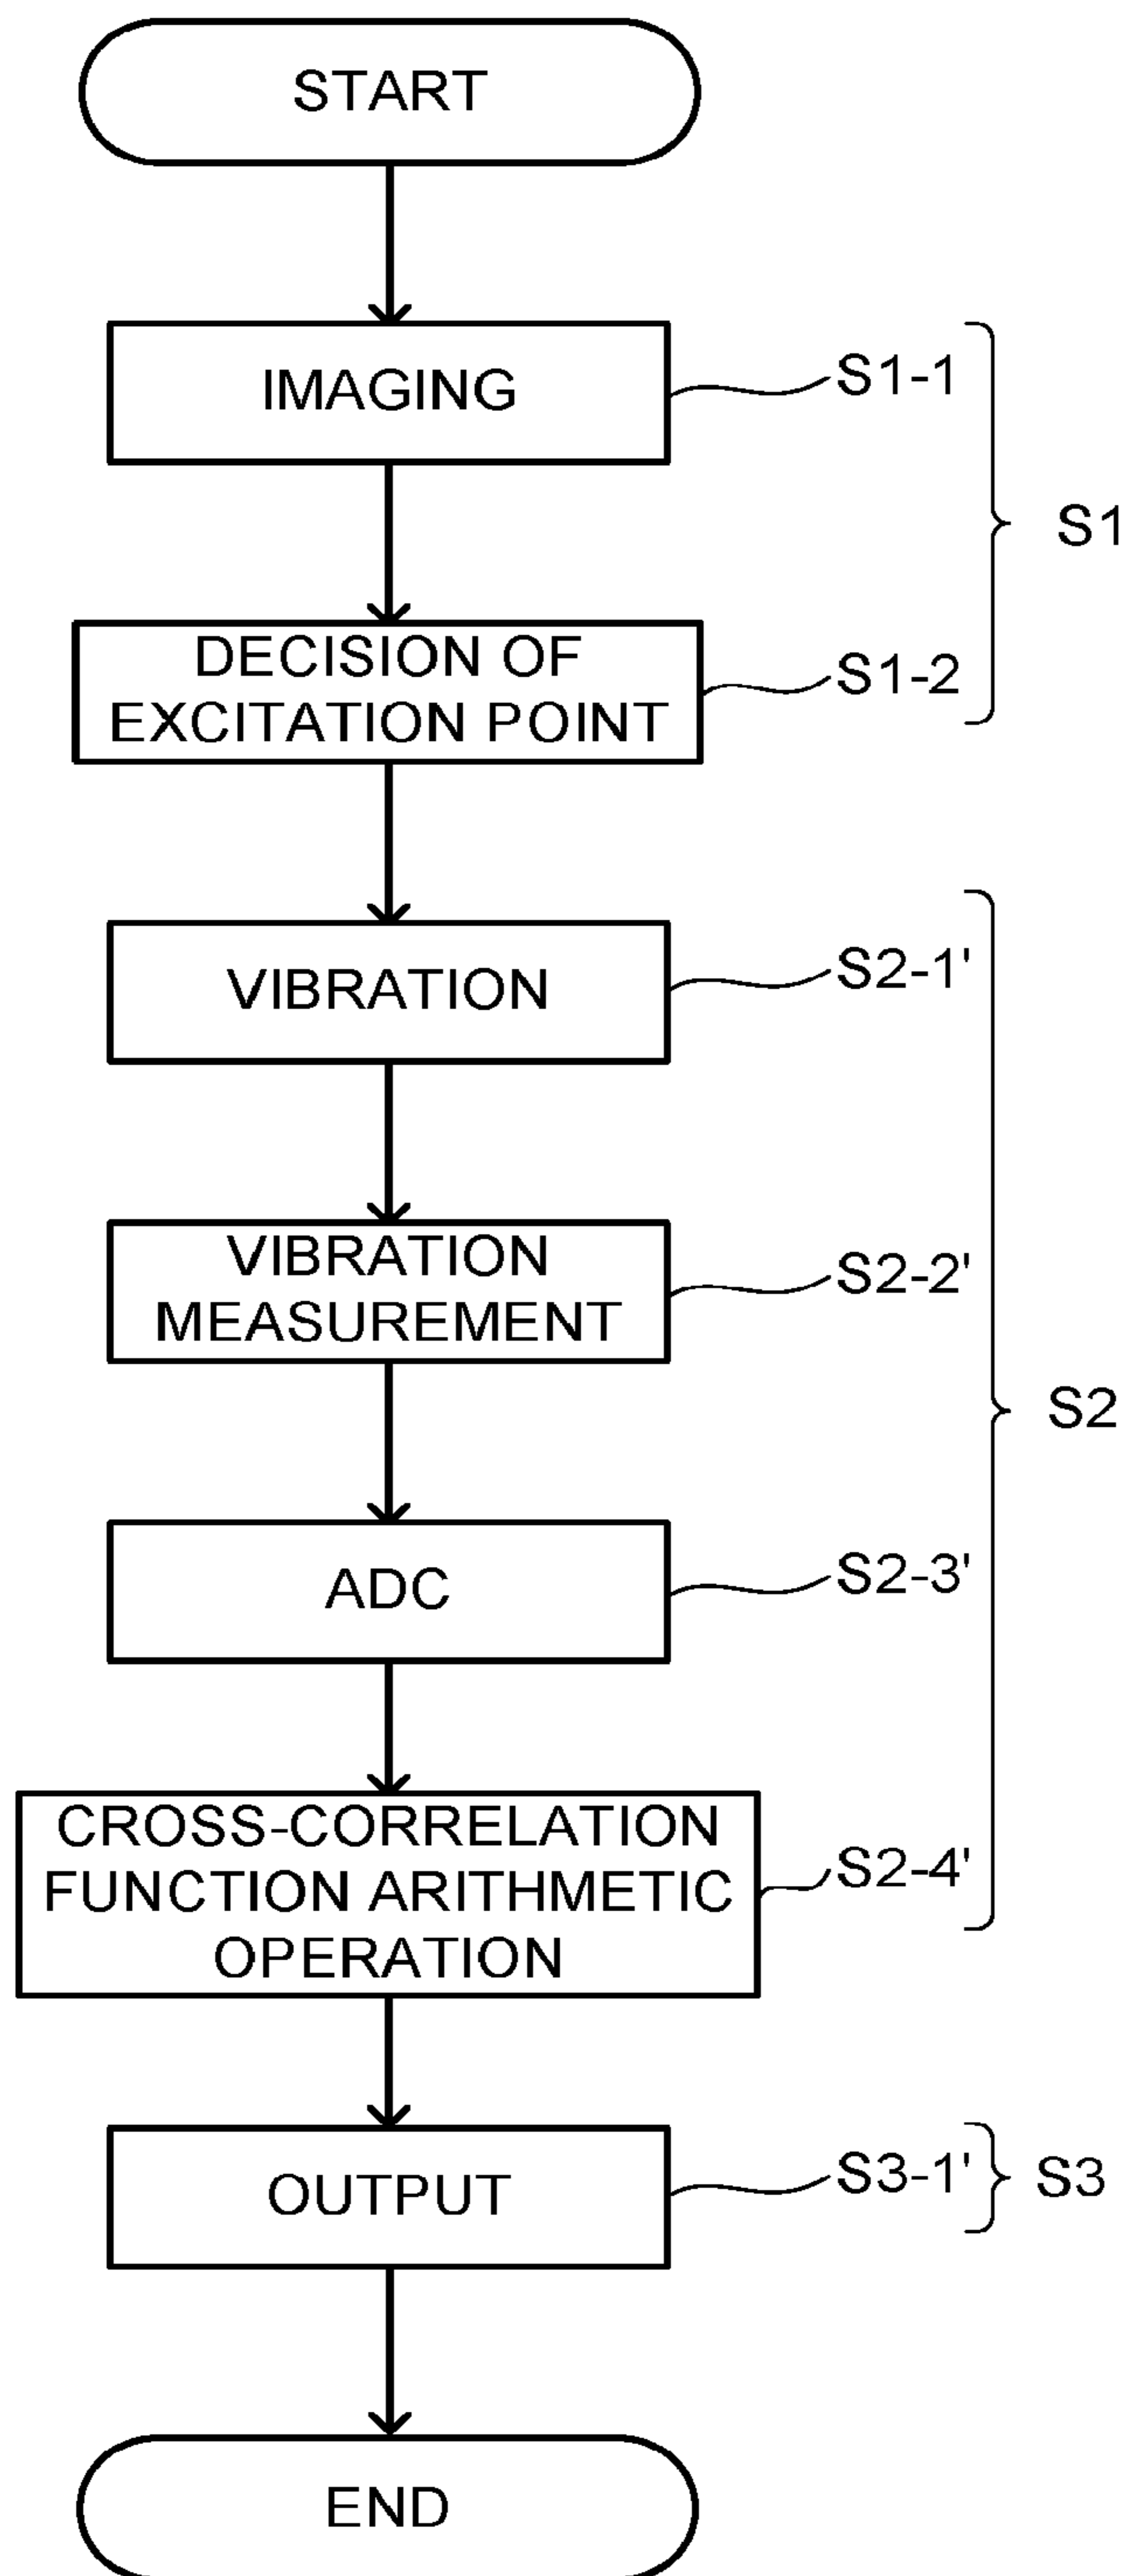 START
IMAGING
S1-1
S1
DECISION OF
EXCITATION POINT
S1-2
VIBRATION
S2-1'
VIBRATION
MEASUREMENT
S2-2'
S2
ADC
S2-3'
CROSS-CORRELATION
FUNCTION ARITHMETIC
OPERATION
S2-4'
OUTPUT
S3-1'
S3
END